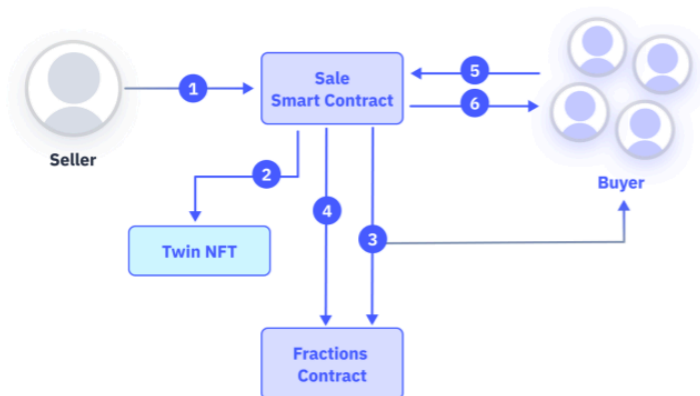 1
Sale
Smart Contract
5
6
Seller
2
Buyer
4
3
Twin NFT
Fractions
Contract